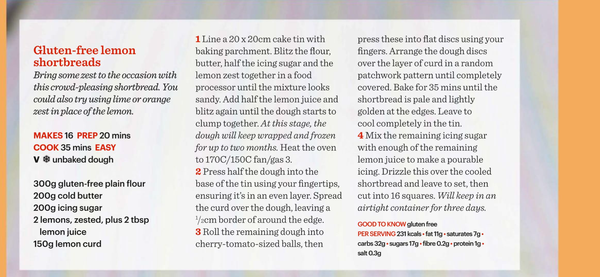 Gluten-free lemon
shortbreads
Bring some zest to the occasion with
this crowd-pleasing shortbread. You
could also try using lime or orange
zest in place of the lemon.
MAKES 16 PREP 20 mins
COOK 35 mins EASY
V ❄ unbaked dough
300g gluten-free plain flour
200g cold butter
200g icing sugar
2 lemons, zested, plus 2 tbsp
lemon juice
150g lemon curd
1 Line a 20 x 20cm cake tin with
baking parchment. Blitz the flour,
butter, half the icing sugar and the
lemon zest together in a food
processor until the mixture looks
sandy. Add half the lemon juice and
blitz again until the dough starts to
clump together. At this stage, the
dough will keep wrapped and frozen
for up to two months. Heat the oven
to 170C/150C fan/gas 3.
2 Press half the dough into the
base of the tin using your fingertips,
ensuring it's in an even layer. Spread
the curd over the dough, leaving a
1/2cm border of around the edge.
3 Roll the remaining dough into
cherry-tomato-sized balls, then
press these into flat discs using your
fingers. Arrange the dough discs
over the layer of curd in a random
patchwork pattern until completely
covered. Bake for 35 mins until the
shortbread is pale and lightly
golden at the edges. Leave to
cool completely in the tin.
4 Mix the remaining icing sugar
with enough of the remaining
lemon juice to make a pourable
icing. Drizzle this over the cooled
shortbread and leave to set, then
cut into 16 squares. Will keep in an
airtight container for three days.
GOOD TO KNOW gluten free
PER SERVING 231 kcals • fat 11g • saturates 7g •
carbs 32g • sugars 17g • fibre 0.2g • protein 1g •
salt 0.3g